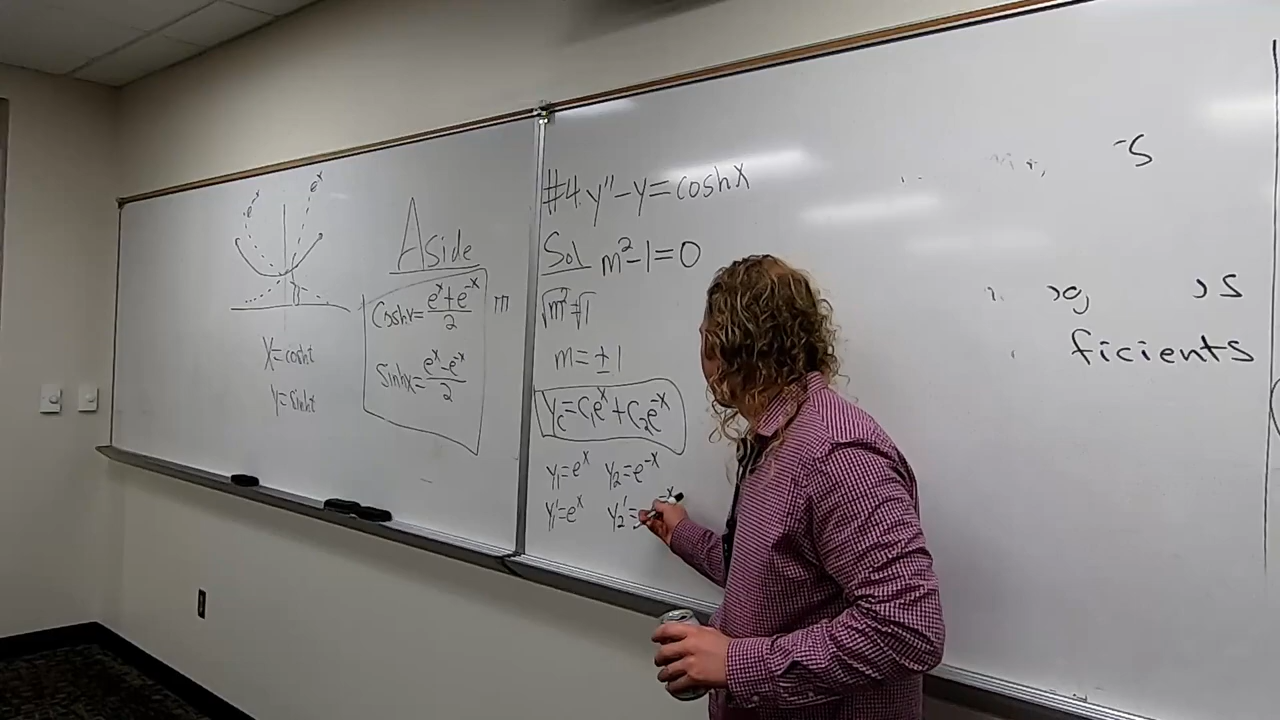 e^x
e^x
X=cosht
y=sinht
Aside
Coshx=(e^x+e^-x)/2
Sinhx=(e^x-e^-x)/2
m
#4. y''-y=coshx
Sol m²-1=0
√m²=√1
m=±1
y_c=c₁e^x+c₂e^-x
y₁=e^x y₂=e^-x
y₁'=e^x y₂'=
s
ficients